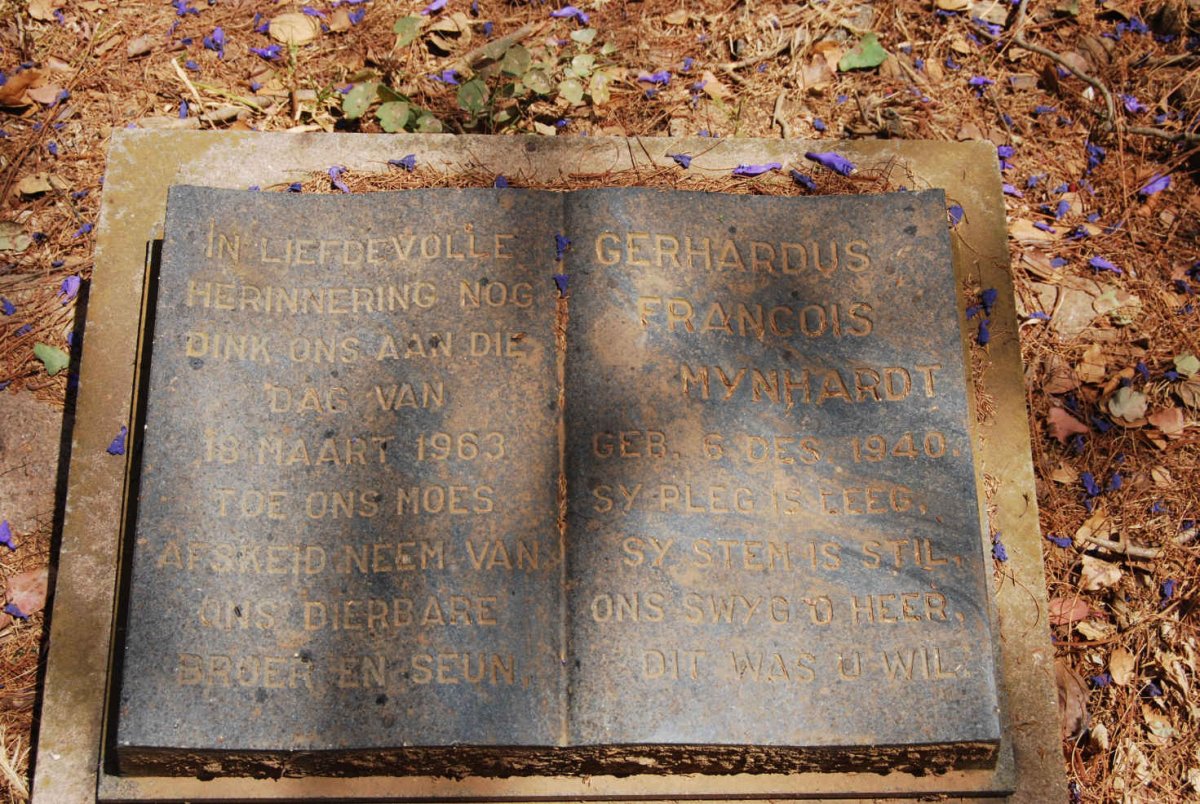 IN LIEFDEVOLLE
HERINNERING NOG
DINK ONS AAN DIE
DAG VAN
18 MAART 1963
TOE ONS MOES
AFSKEID NEEM VAN
ONS DIERBARE
BROER EN SEUN,
GERHARDUS
FRANCOIS
MYNHARDT
GEB. 6 DES. 1940.
SY PLEG IS LEEG,
SY STEM IS STIL,
ONS SWYG O HEER,
DIT WAS U WIL.